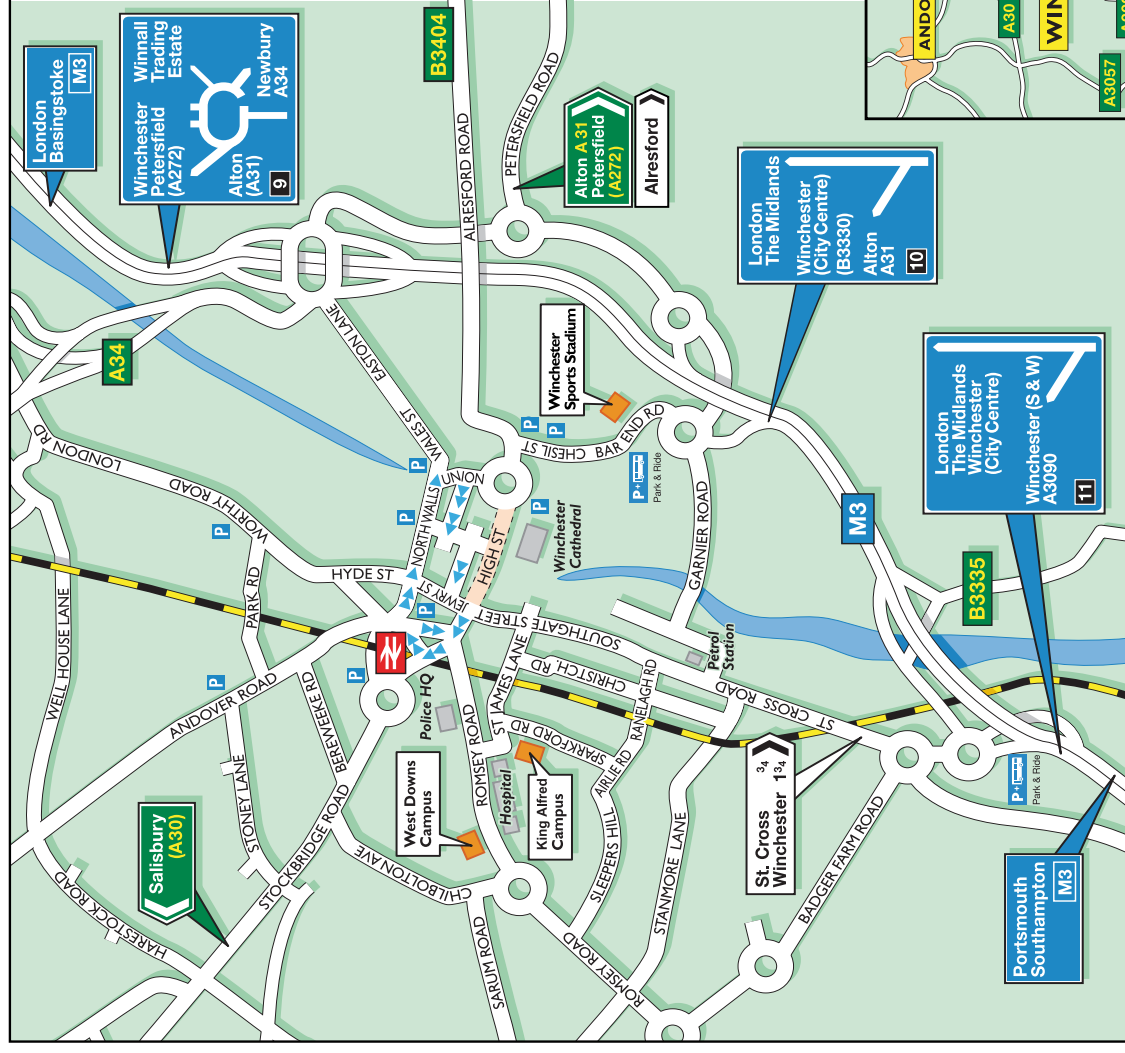 London
Basingstoke
M3
Winchester
Petersfield
(A272)
Winnall
Trading
Estate
Alton
(A31)
Newbury
A34
9
B3404
ALRESFORD ROAD
PETERSFIELD ROAD
Alton A31
Petersfield
(A272)
Alresford
ANDO
A30
WIN
A3057
London
The Midlands
Winchester
(City Centre)
(B3330)
Alton
A31
10
London
The Midlands
Winchester
(City Centre)
Winchester (S & W)
A3090
11
A34
EASTON LANE
WALES ST
Winchester
Sports Stadium
P
P
CHESIL ST
BAR END RD
P+
Park & Ride
LONDON RD
WORTHY ROAD
P
P
P
NORTH WALLS
UNION
HIGH ST
P
Winchester
Cathedral
GARNIER ROAD
M3
B3335
HYDE ST
JEWRY ST
P
SOUTHGATE STREET
Petrol
Station
PARK RD
WELL HOUSE LANE
ANDOVER ROAD
P
P
Police HQ
ST JAMES LANE
CHRISTCH. RD
RANELAGH RD
ST CROSS ROAD
STONEY LANE
BEREWEEKE RD
STOCKBRIDGE ROAD
ROMSEY ROAD
SPARKFORD RD
AIRLIE RD
Hospital
West Downs
Campus
King Alfred
Campus
St. Cross 3/4
Winchester 1 3/4
P+
Park & Ride
Salisbury
(A30)
HARESTOCK ROAD
CHILBOLTON AVE
SLEEPERS HILL
STANMORE LANE
BADGER FARM ROAD
SARUM ROAD
ROMSEY ROAD
Portsmouth
Southampton
M3